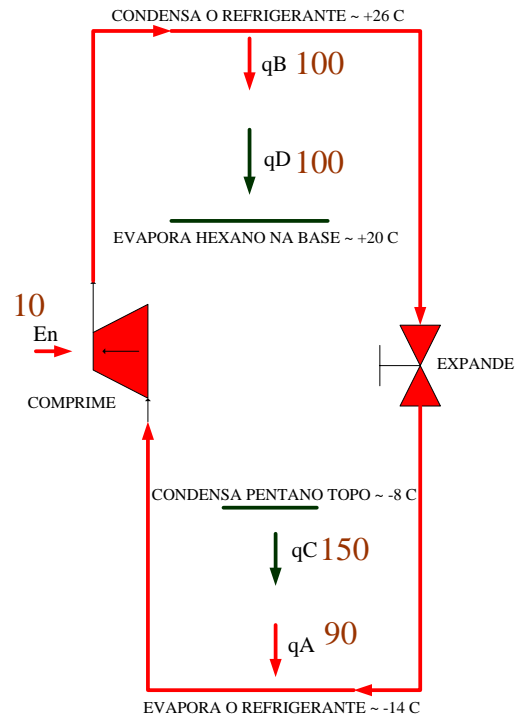 CONDENSA O REFRIGERANTE ~ +26 C
qB 100
qD 100
EVAPORA HEXANO NA BASE ~ +20 C
10
En
EXPANDE
COMPRIME
CONDENSA PENTANO TOPO ~ -8 C
qC 150
qA 90
EVAPORA O REFRIGERANTE ~ -14 C